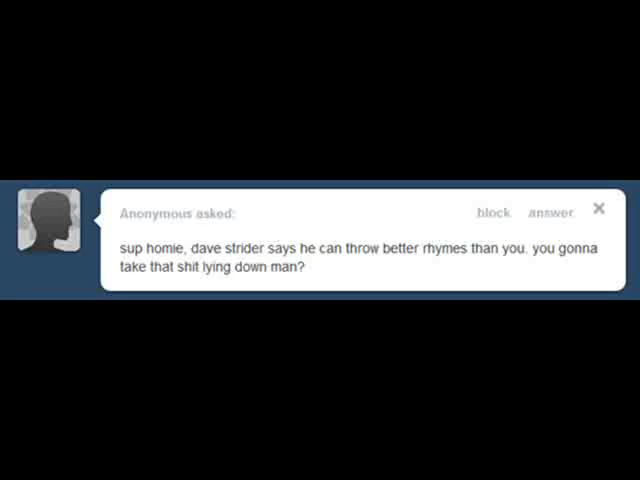 Anonymous asked:
block answer
sup homie, dave strider says he can throw better rhymes than you. you gonna
take that shit lying down man?